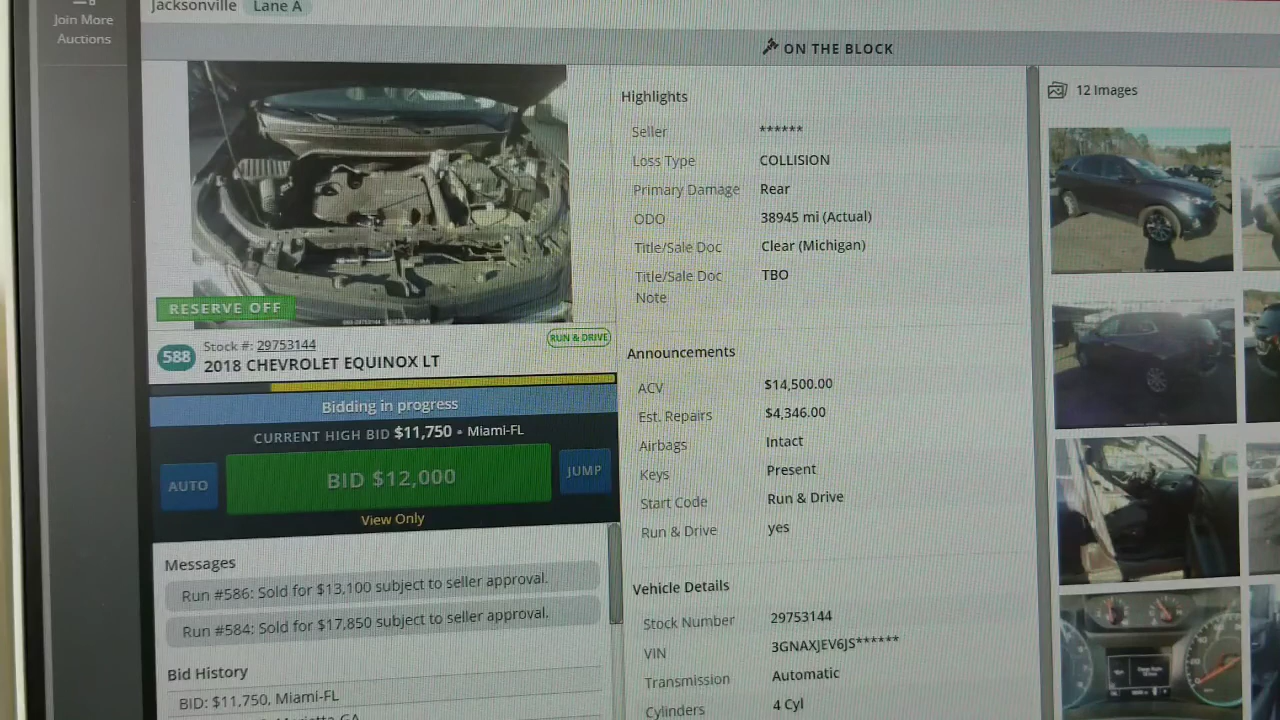 Join More
Auctions
Jacksonville Lane A
ON THE BLOCK
RESERVE OFF
588
Stock #: 29753144
2018 CHEVROLET EQUINOX LT
RUN & DRIVE
Bidding in progress
CURRENT HIGH BID $11,750 • Miami-FL
AUTO
BID $12,000
JUMP
View Only
Messages
Run #586: Sold for $13,100 subject to seller approval.
Run #584: Sold for $17,850 subject to seller approval.
Bid History
BID: $11,750, Miami-FL
Highlights
Seller ******
Loss Type COLLISION
Primary Damage Rear
ODO 38945 mi (Actual)
Title/Sale Doc Clear (Michigan)
Title/Sale Doc TBO
Note
Announcements
ACV $14,500.00
Est. Repairs $4,346.00
Airbags Intact
Keys Present
Start Code Run & Drive
Run & Drive yes
Vehicle Details
Stock Number 29753144
VIN 3GNAXJEV6JS******
Transmission Automatic
Cylinders 4 Cyl
12 Images